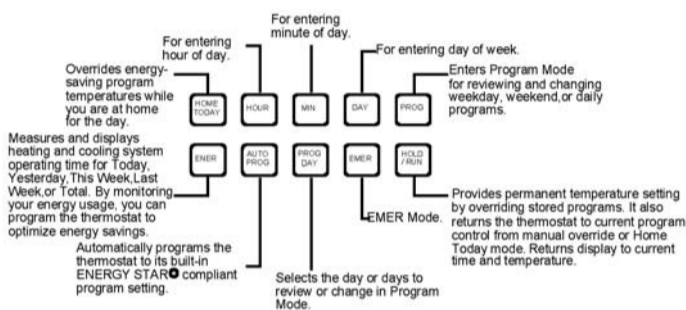 For entering
minute of day.
For entering
hour of day.
For entering day of week.
Overrides energy-
saving program
temperatures while
you are at home
for the day.
Enters Program Mode
for reviewing and changing
weekday, weekend,or daily
programs.
HOME
TODAY
HOUR
MIN
DAY
PROG
Measures and displays
heating and cooling system
operating time for Today,
Yesterday,This Week,Last
Week,or Total. By monitoring
your energy usage, you can
program the thermostat to
optimize energy savings.
ENER
AUTO
PROG
PROG
DAY
EMER
HOLD
/RUN
EMER Mode.
Provides permanent temperature setting
by overriding stored programs. It also
returns the thermostat to current program
control from manual override or Home
Today mode. Returns display to current
time and temperature.
Automatically programs the
thermostat to its built-in
ENERGY STAR compliant
program setting.
Selects the day or days to
review or change in Program
Mode.